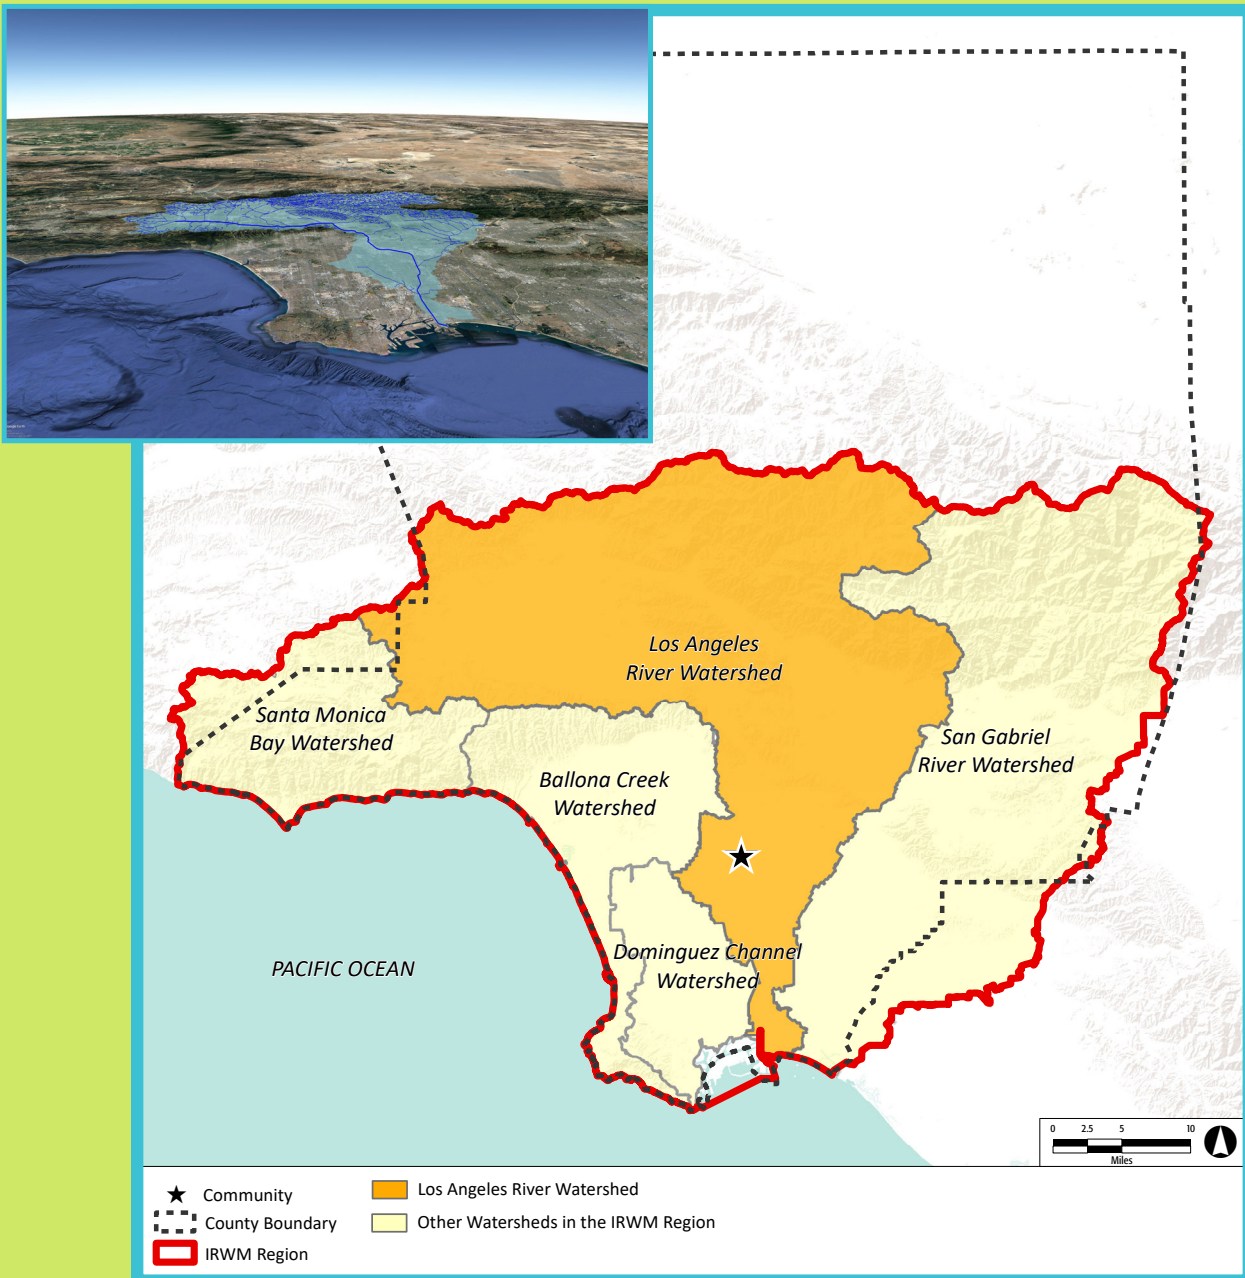 Los Angeles
River Watershed
Santa Monica
Bay Watershed
San Gabriel
River Watershed
Ballona Creek
Watershed
Dominguez Channel
Watershed
PACIFIC OCEAN
0 2.5 5 10
Miles
Community
County Boundary
IRWM Region
Los Angeles River Watershed
Other Watersheds in the IRWM Region